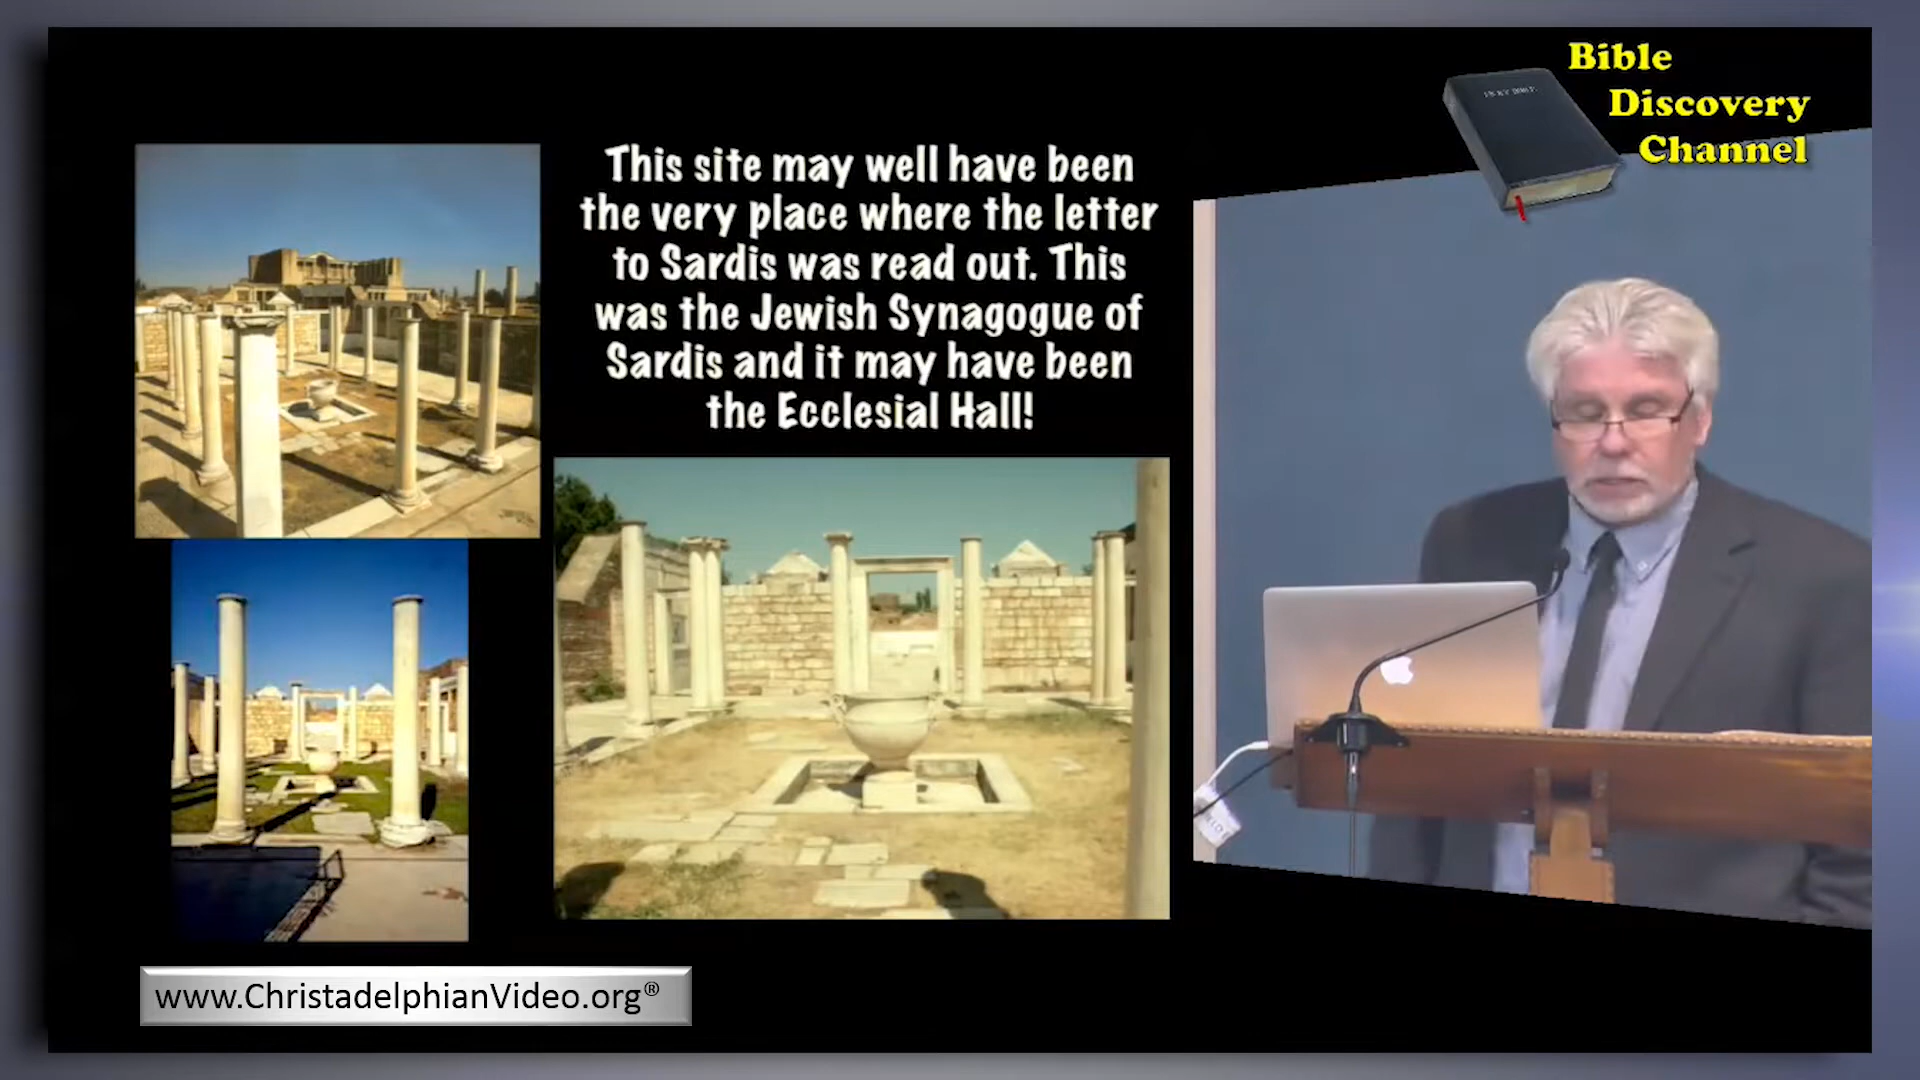 Bible
Discovery
Channel
HOLY BIBLE
This site may well have been
the very place where the letter
to Sardis was read out. This
was the Jewish Synagogue of
Sardis and it may have been
the Ecclesial Hall!
www.ChristadelphianVideo.org®